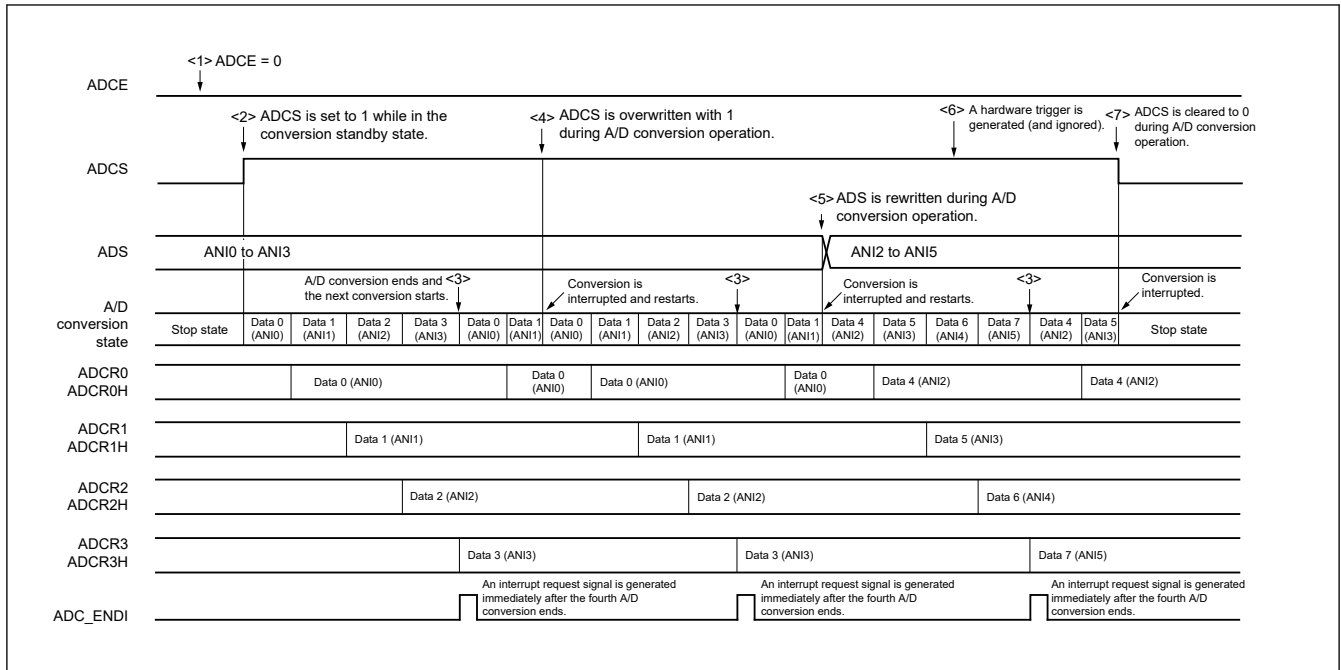 <1> ADCE = 0
ADCE
<2> ADCS is set to 1 while in the
conversion standby state.
<4> ADCS is overwritten with 1
during A/D conversion operation.
<6> A hardware trigger is
generated (and ignored).
<7> ADCS is cleared to 0
during A/D conversion
operation.
ADCS
<5> ADS is rewritten during A/D
conversion operation.
ADS
ANI0 to ANI3
ANI2 to ANI5
A/D conversion ends and
the next conversion starts.
<3>
Conversion is
interrupted and restarts.
<3>
Conversion is
interrupted and restarts.
<3>
Conversion is
interrupted.
A/D
conversion
state
Stop state
Data 0
(ANI0)
Data 1
(ANI1)
Data 2
(ANI2)
Data 3
(ANI3)
Data 0
(ANI0)
Data 1
(ANI1)
Data 0
(ANI0)
Data 1
(ANI1)
Data 2
(ANI2)
Data 3
(ANI3)
Data 0
(ANI0)
Data 1
(ANI1)
Data 4
(ANI2)
Data 5
(ANI3)
Data 6
(ANI4)
Data 7
(ANI5)
Data 4
(ANI2)
Data 5
(ANI3)
Stop state
ADCR0
ADCR0H
Data 0 (ANI0)
Data 0
(ANI0)
Data 0 (ANI0)
Data 0
(ANI0)
Data 4 (ANI2)
Data 4 (ANI2)
ADCR1
ADCR1H
Data 1 (ANI1)
Data 1 (ANI1)
Data 5 (ANI3)
ADCR2
ADCR2H
Data 2 (ANI2)
Data 2 (ANI2)
Data 6 (ANI4)
ADCR3
ADCR3H
Data 3 (ANI3)
Data 3 (ANI3)
Data 7 (ANI5)
ADC_ENDI
An interrupt request signal is generated
immediately after the fourth A/D
conversion ends.
An interrupt request signal is generated
immediately after the fourth A/D
conversion ends.
An interrupt request signal is generated
immediately after the fourth A/D
conversion ends.